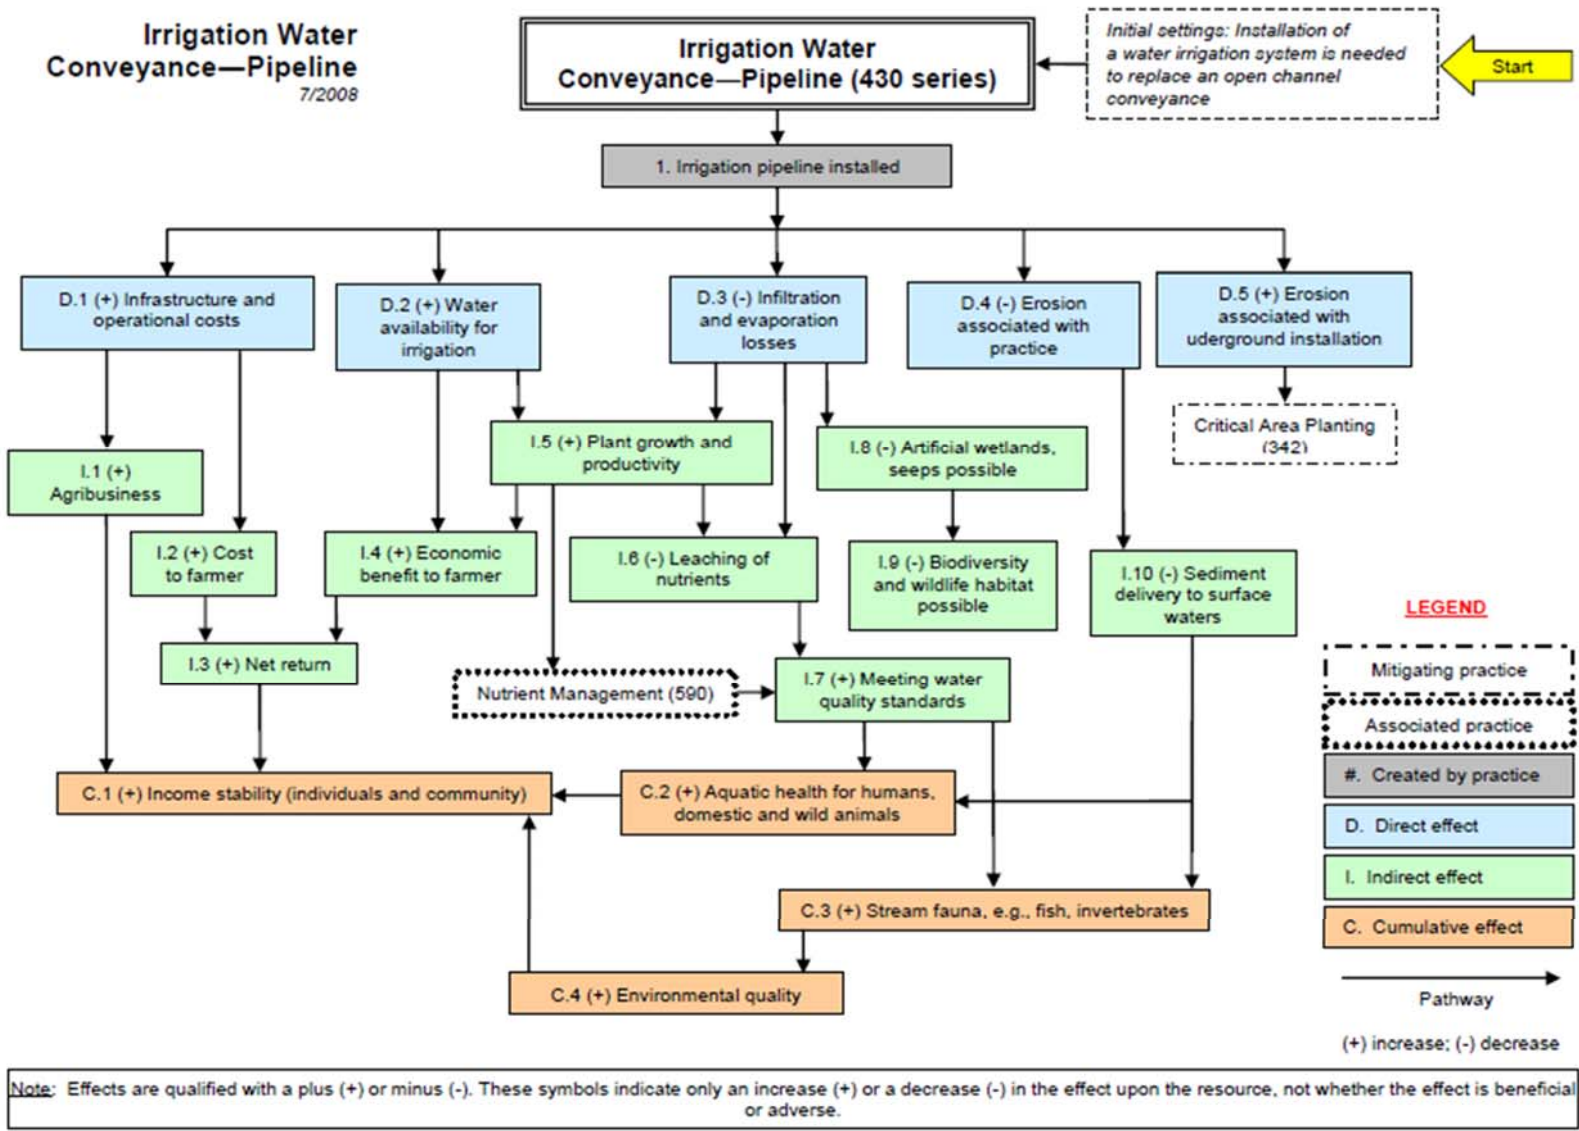 Irrigation Water
Conveyance—Pipeline
7/2008
Irrigation Water
Conveyance—Pipeline (430 series)
Initial settings: Installation of
a water irrigation system is needed
to replace an open channel
conveyance
Start
1. Irrigation pipeline installed
D.1 (+) Infrastructure and
operational costs
D.2 (+) Water
availability for
irrigation
D.3 (-) Infiltration
and evaporation
losses
D.4 (-) Erosion
associated with
practice
D.5 (+) Erosion
associated with
uderground installation
Critical Area Planting
(342)
I.5 (+) Plant growth and
productivity
I.8 (-) Artificial wetlands,
seeps possible
I.1 (+)
Agribusiness
I.2 (+) Cost
to farmer
I.4 (+) Economic
benefit to farmer
I.6 (-) Leaching of
nutrients
I.9 (-) Biodiversity
and wildlife habitat
possible
I.10 (-) Sediment
delivery to surface
waters
I.3 (+) Net return
Nutrient Management (590)
I.7 (+) Meeting water
quality standards
C.1 (+) Income stability (individuals and community)
C.2 (+) Aquatic health for humans,
domestic and wild animals
C.3 (+) Stream fauna, e.g., fish, invertebrates
C.4 (+) Environmental quality
LEGEND
Mitigating practice
Associated practice
#. Created by practice
D. Direct effect
I. Indirect effect
C. Cumulative effect
Pathway
(+) increase; (-) decrease
Note: Effects are qualified with a plus (+) or minus (-). These symbols indicate only an increase (+) or a decrease (-) in the effect upon the resource, not whether the effect is beneficial
or adverse.